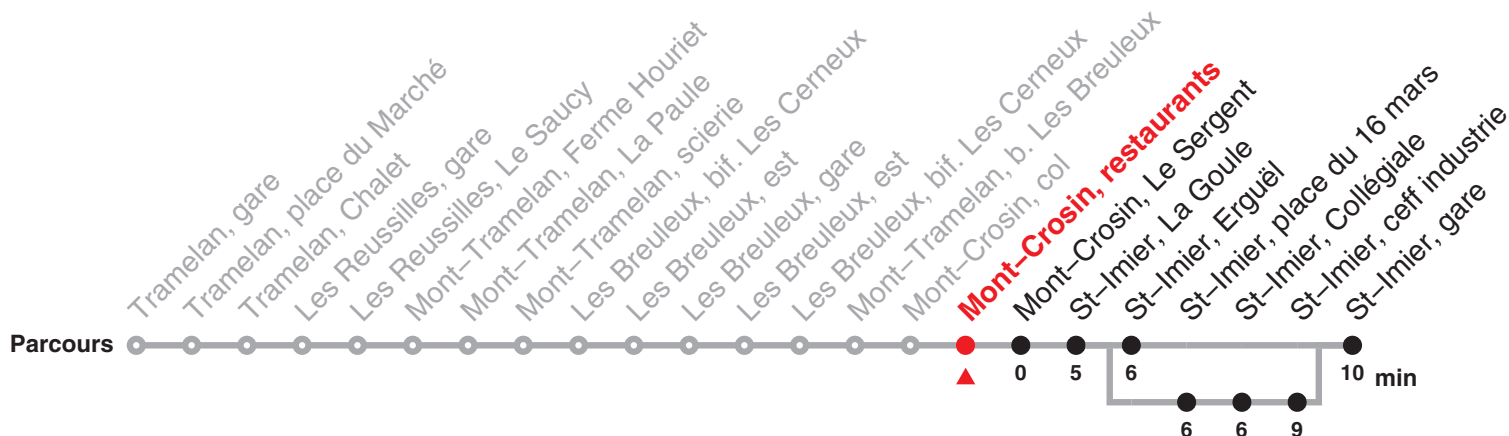 Tramelan, gare
Tramelan, place du Marché
Tramelan, Chalet
Les Reussilles, gare
Les Reussilles, Le Saucy
Mont–Tramelan, Ferme Houriet
Mont–Tramelan, La Paule
Mont–Tramelan, scierie
Les Breuleux, bif. Les Cerneux
Les Breuleux, est
Les Breuleux, gare
Les Breuleux, est
Les Breuleux, bif. Les Cerneux
Mont–Tramelan, b. Les Breuleux
Mont–Crosin, col
Mont–Crosin, restaurants
Mont–Crosin, Le Sergent
St–Imier, La Goule
St–Imier, Erguël
St–Imier, place du 16 mars
St–Imier, Collégiale
St–Imier, ceff industrie
St–Imier, gare
Parcours
0 5 6 10 min
6 6 9